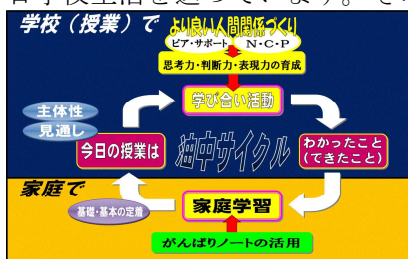 学校（授業）で
より良い人間関係づくり
ピア・サポート N・C・P
思考力・判断力・表現力の育成
学び合い活動
主体性
見通し
今日の授業は
油中サイクル
わかったこと
（できたこと）
家庭で
基礎・基本の定着
家庭学習
がんばりノートの活用